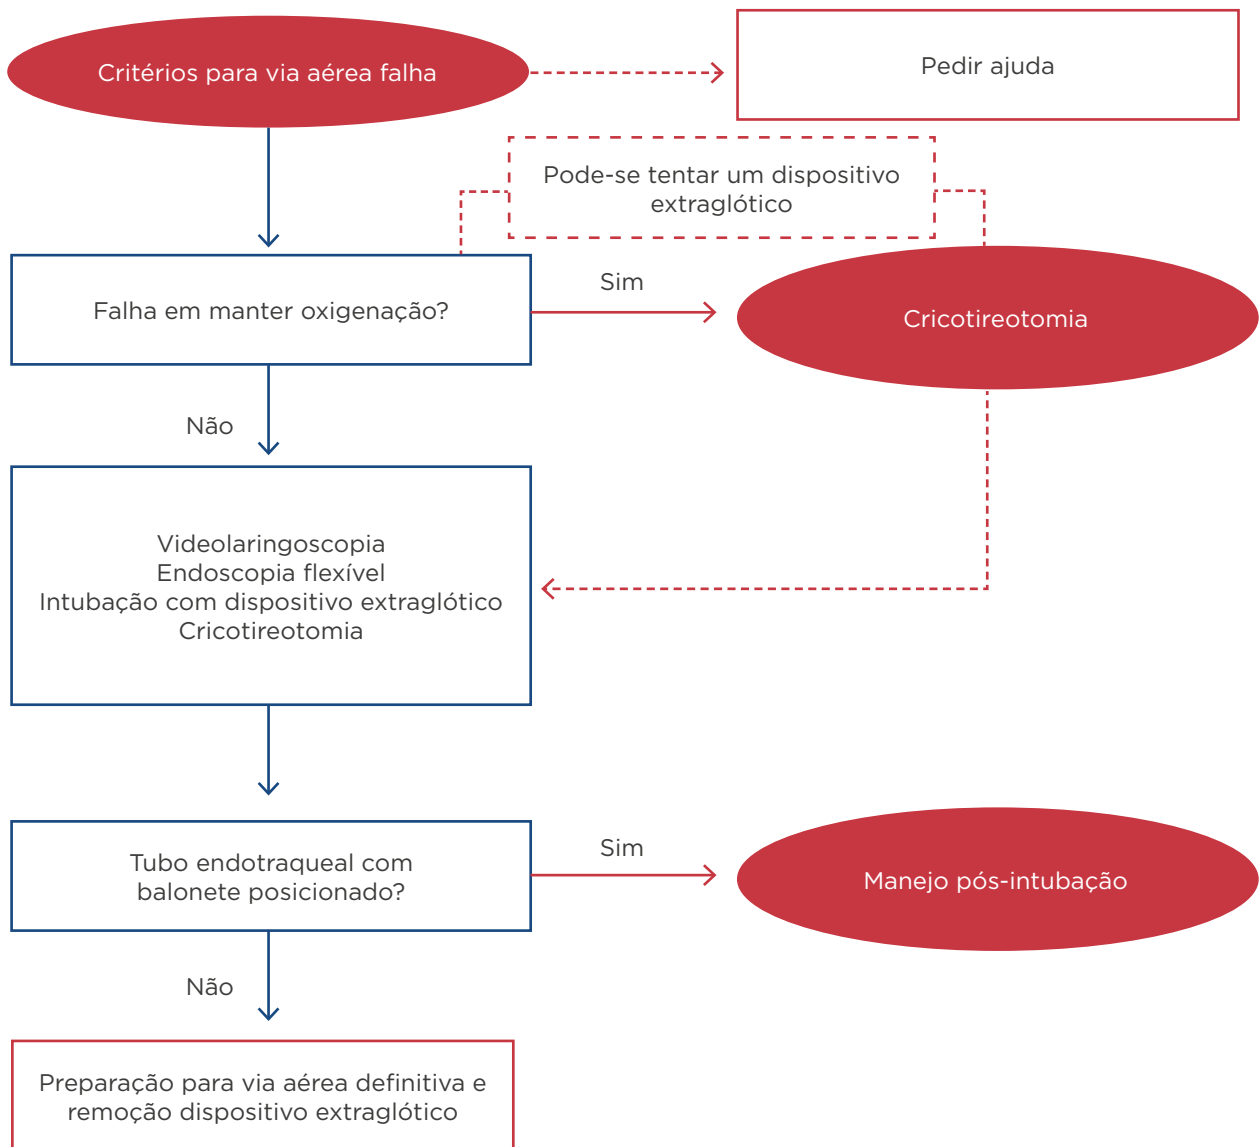 Critérios para via aérea falha
Pedir ajuda
Pode-se tentar um dispositivo
extraglótico
Falha em manter oxigenação?
Sim
Cricotireotomia
Não
Videolaringoscopia
Endoscopia flexível
Intubação com dispositivo extraglótico
Cricotireotomia
Tubo endotraqueal com
balonete posicionado?
Sim
Manejo pós-intubação
Não
Preparação para via aérea definitiva e
remoção dispositivo extraglótico